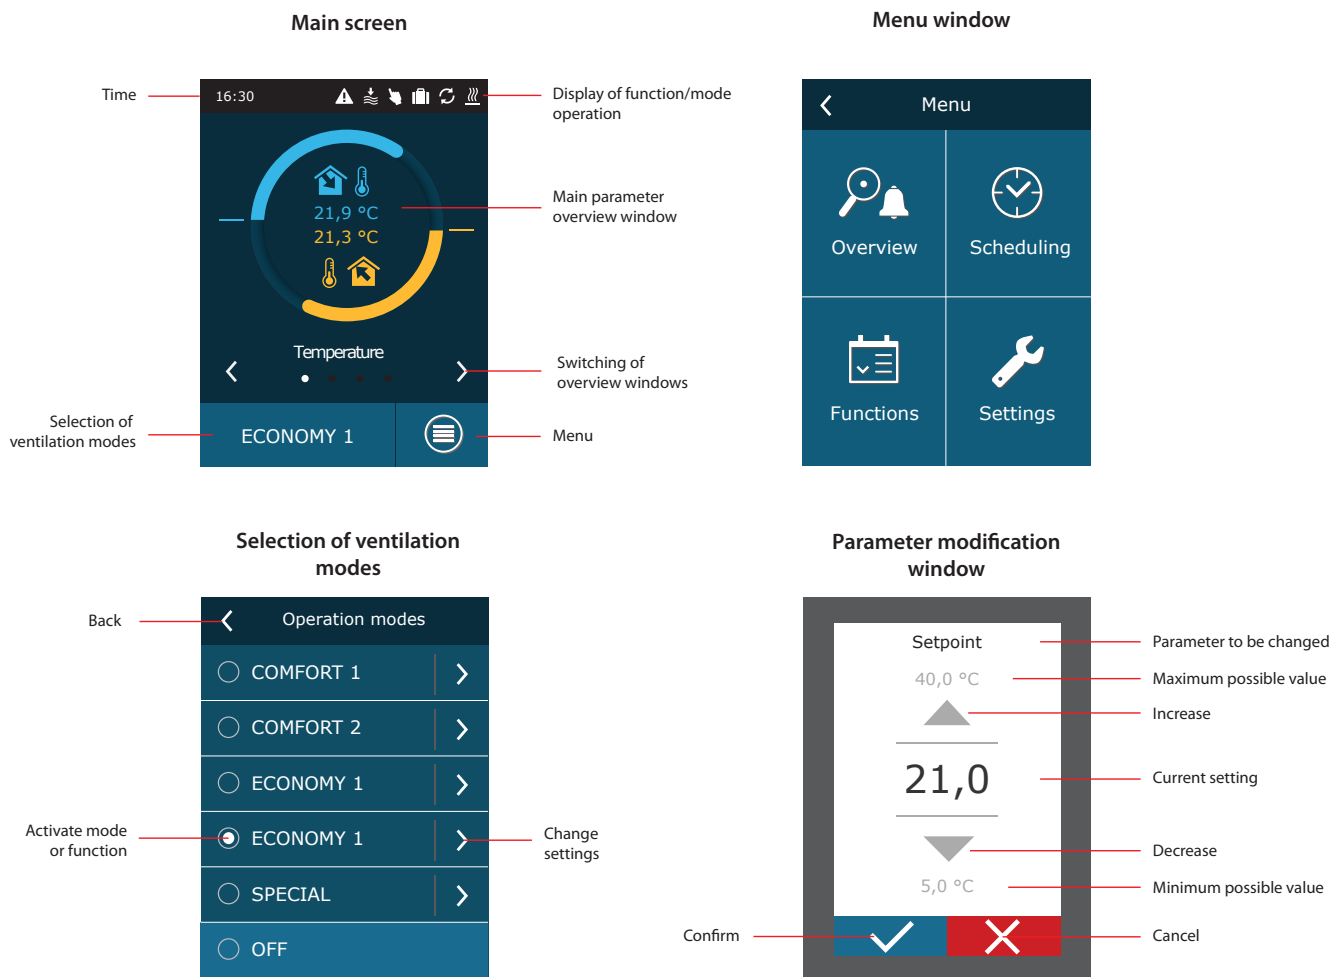 Main screen
Time
16:30
Display of function/mode
operation
21,9 °C
21,3 °C
Main parameter
overview window
Temperature
Switching of
overview windows
Selection of
ventilation modes
ECONOMY 1
Menu
Menu window
Menu
Overview
Scheduling
Functions
Settings
Selection of ventilation
modes
Back
Operation modes
COMFORT 1
COMFORT 2
ECONOMY 1
Activate mode
or function
ECONOMY 1
Change
settings
SPECIAL
OFF
Parameter modification
window
Setpoint
Parameter to be changed
40,0 °C
Maximum possible value
Increase
21,0
Current setting
Decrease
5,0 °C
Minimum possible value
Confirm
Cancel